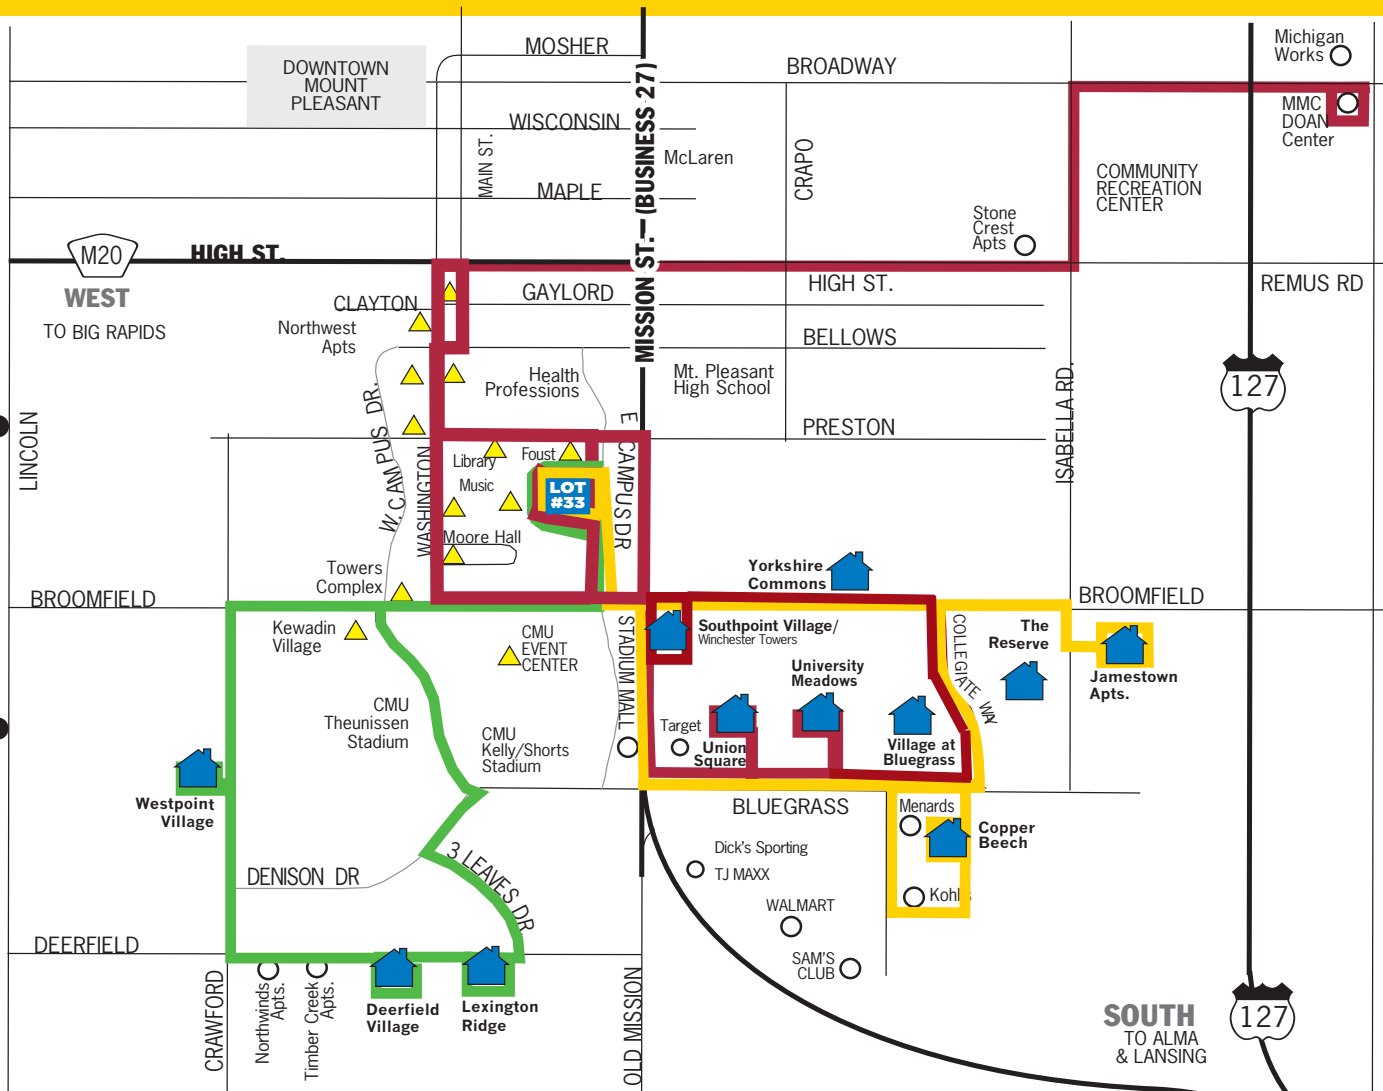 MOSHER
BROADWAY
Michigan
Works
DOWNTOWN
MOUNT
PLEASANT
MMC
DOAN
Center
WISCONSIN
MAIN ST.
MISSION ST.— (BUSINESS 27)
McLaren
CRAPO
MAPLE
COMMUNITY
RECREATION
CENTER
Stone
Crest
Apts
M20
HIGH ST.
WEST
TO BIG RAPIDS
HIGH ST.
REMUS RD
GAYLORD
CLAYTON
Northwest
Apts
BELLOWS
Health
Professions
Mt. Pleasant
High School
127
LINCOLN
W. CAMPUS DR.
E CAMPUS DR
ISABELLA RD.
PRESTON
WASHINGTON
Library
Foust
Music
LOT
#33
Moore Hall
Towers
Complex
Yorkshire
Commons
BROOMFIELD
BROOMFIELD
Kewadin
Village
CMU
EVENT
CENTER
STADIUM MALL
Southpoint Village/
Winchester Towers
COLLEGIATE WAY
The
Reserve
Jamestown
Apts.
University
Meadows
CMU
Theunissen
Stadium
CMU
Kelly/Shorts
Stadium
Target
Union
Square
Village at
Bluegrass
Westpoint
Village
BLUEGRASS
Menards
Copper
Beech
Dick's Sporting
TJ MAXX
3 LEAVES DR
DENISON DR
Kohls
WALMART
DEERFIELD
SAM'S
CLUB
CRAWFORD
Northwinds
Apts.
Timber Creek
Apts.
Deerfield
Village
Lexington
Ridge
OLD MISSION
SOUTH
TO ALMA
& LANSING
127